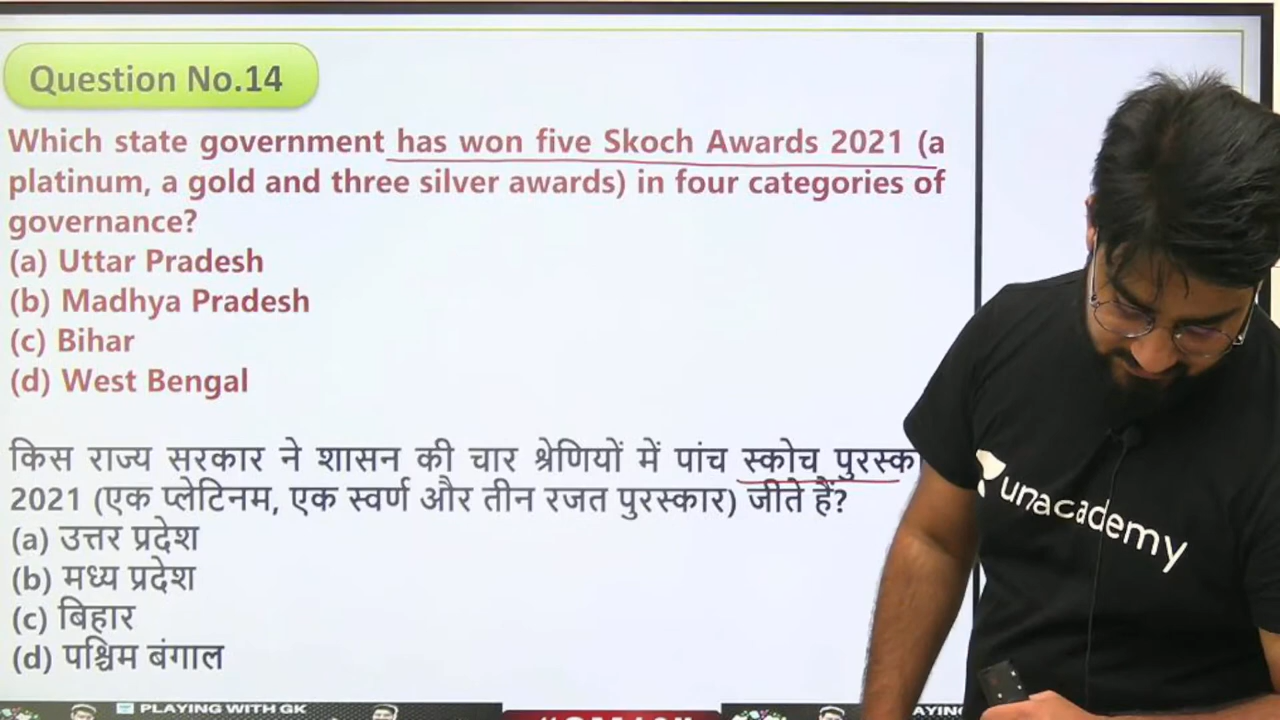 Question No.14
Which state government has won five Skoch Awards 2021 (a
platinum, a gold and three silver awards) in four categories of
governance?
(a) Uttar Pradesh
(b) Madhya Pradesh
(c) Bihar
(d) West Bengal
किस राज्य सरकार ने शासन की चार श्रेणियों में पांच स्कोच
2021 (एक प्लेटिनम, एक स्वर्ण और तीन रजत पुरस्कार) जीते हैं?
(a) उत्तर प्रदेश
(b) मध्य प्रदेश
(c) बिहार
(d) पश्चिम बंगाल
unacademy
PLAYING WITH GK